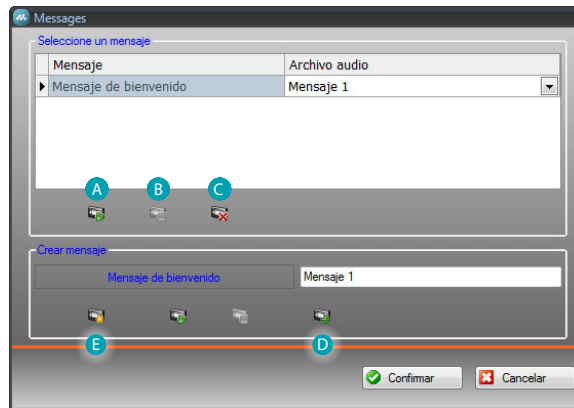 Messages
Seleccione un mensaje
Mensaje Archivo audio
Mensaje de bienvenido Mensaje 1
A B C
Crear mensaje
Mensaje de bienvenido Mensaje 1
E D
Confirmar Cancelar